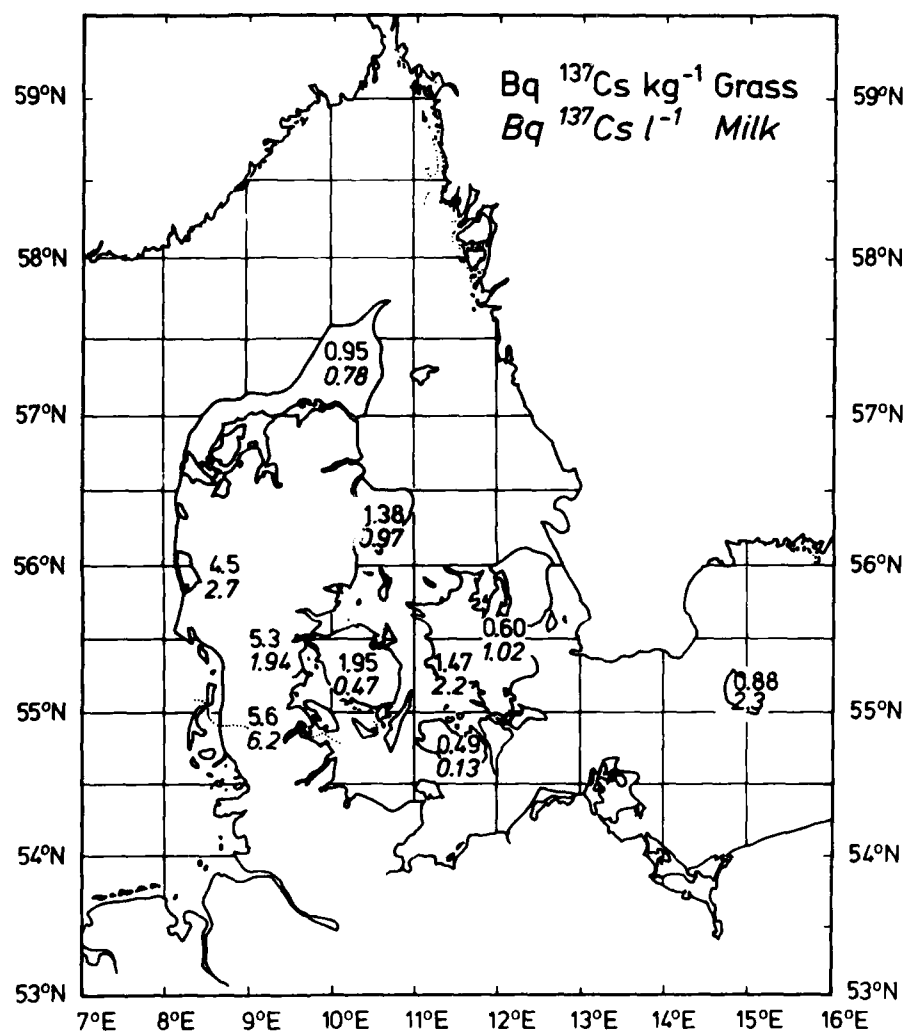 Bq ¹³⁷Cs kg⁻¹ Grass
Bq ¹³⁷Cs l⁻¹ Milk
59°N 59°N
58°N 58°N
0.95
0.78
57°N 57°N
1.38
0.97
56°N 56°N
4.5
2.7
0.60
1.02
5.3
1.94
1.95
0.47
1.47
2.2
0.88
2.3
55°N 55°N
5.6
6.2
0.49
0.13
54°N 54°N
53°N 53°N
7°E 8°E 9°E 10°E 11°E 12°E 13°E 14°E 15°E 16°E